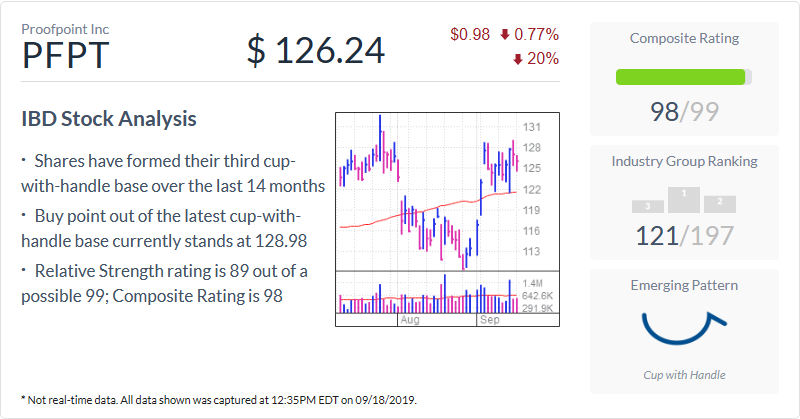 Proofpoint Inc
PFPT
$ 126.24
$0.98 0.77%
20%
IBD Stock Analysis
· Shares have formed their third cup-
with-handle base over the last 14 months
· Buy point out of the latest cup-with-
handle base currently stands at 128.98
· Relative Strength rating is 89 out of a
possible 99; Composite Rating is 98
131
128
125
122
119
116
113
1.4M
642.6K
291.9K
Aug Sep
Composite Rating
98/99
Industry Group Ranking
3 1 2
121/197
Emerging Pattern
Cup with Handle
* Not real-time data. All data shown was captured at 12:35PM EDT on 09/18/2019.